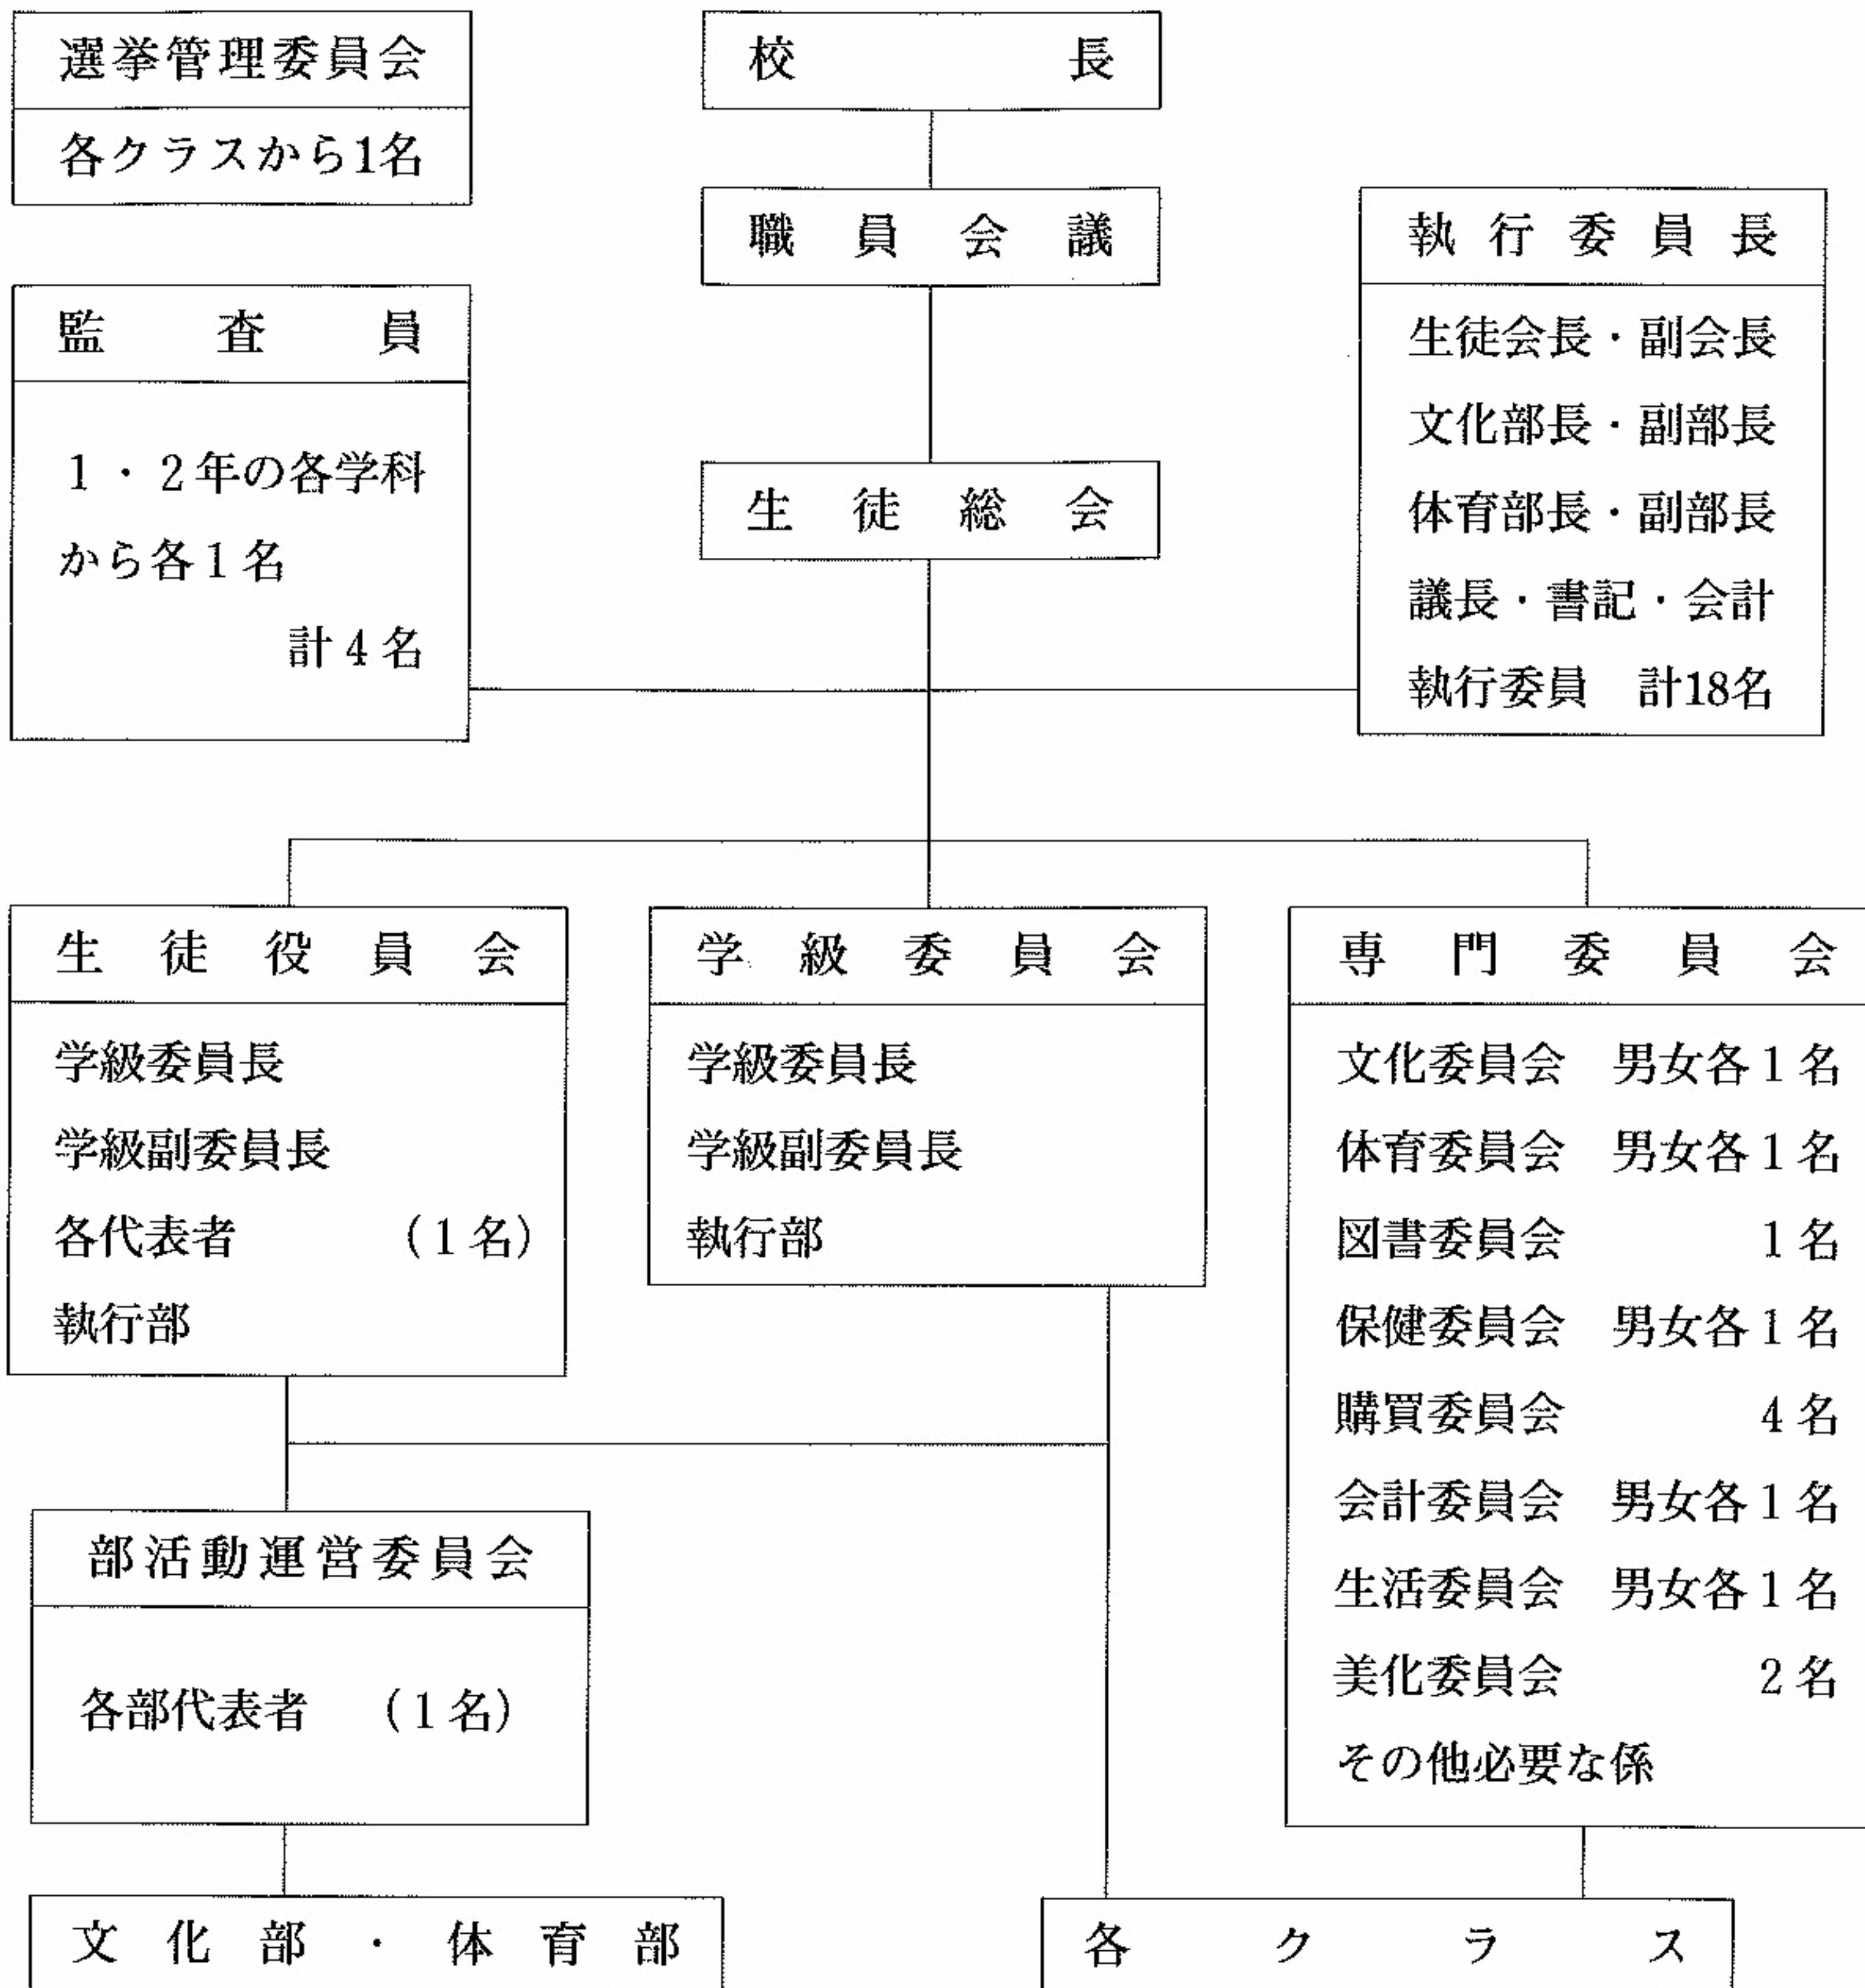 選挙管理委員会
各クラスから1名
校長
職員会議
監査員
1・2年の各学科
から各1名
計4名
生徒総会
執行委員長
生徒会長・副会長
文化部長・副部長
体育部長・副部長
議長・書記・会計
執行委員 計18名
生徒役員会
学級委員長
学級副委員長
各代表者 (1名)
執行部
学級委員会
学級委員長
学級副委員長
執行部
専門委員会
文化委員会 男女各1名
体育委員会 男女各1名
図書委員会 1名
保健委員会 男女各1名
購買委員会 4名
会計委員会 男女各1名
生活委員会 男女各1名
美化委員会 2名
その他必要な係
部活動運営委員会
各部代表者 (1名)
文化部・体育部
各クラス